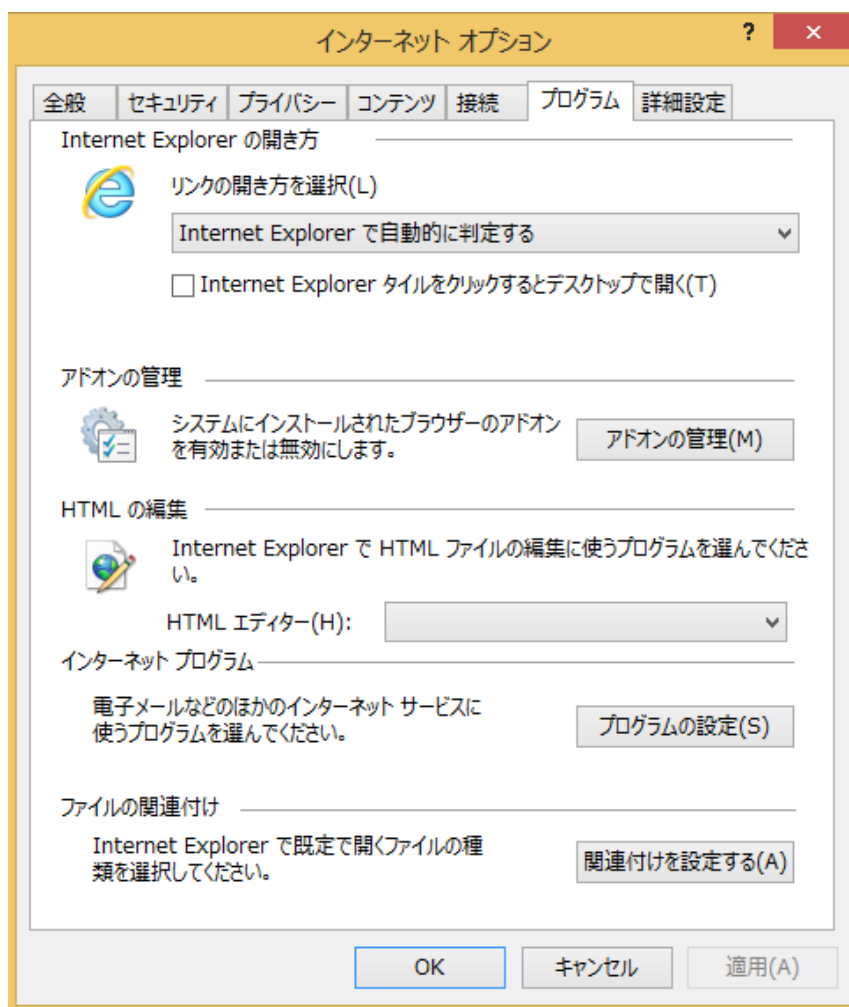 インターネット オプション
? ×
全般 セキュリティ プライバシー コンテンツ 接続 プログラム 詳細設定
Internet Explorer の開き方
リンクの開き方を選択(L)
Internet Explorer で自動的に判定する
Internet Explorer タイルをクリックするとデスクトップで開く(T)
アドオンの管理
システムにインストールされたブラウザーのアドオン
を有効または無効にします。
アドオンの管理(M)
HTML の編集
Internet Explorer で HTML ファイルの編集に使うプログラムを選んでくださ
い。
HTML エディター(H):
インターネット プログラム
電子メールなどのほかのインターネット サービスに
使うプログラムを選んでください。
プログラムの設定(S)
ファイルの関連付け
Internet Explorer で既定で開くファイルの種
類を選択してください。
関連付けを設定する(A)
OK キャンセル 適用(A)